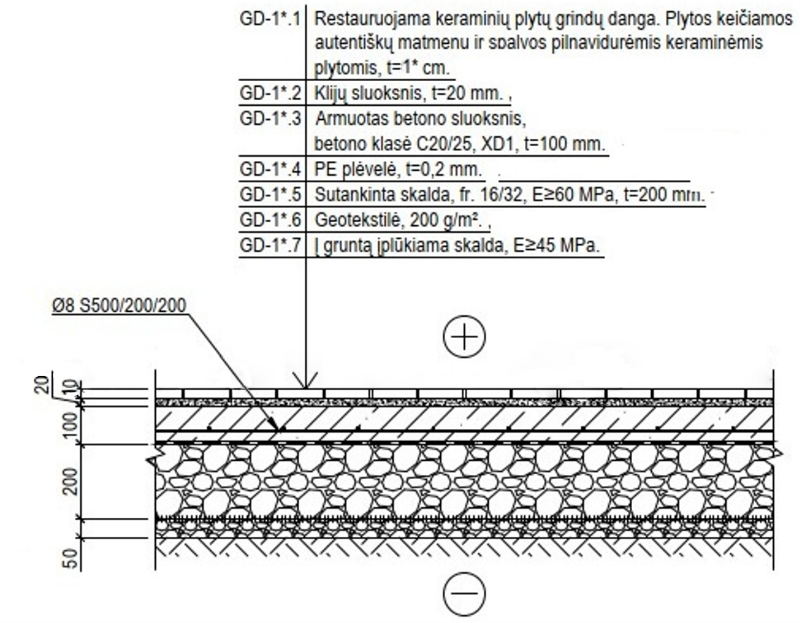 GD-1*.1 Restauruojama keraminių plytų grindų danga. Plytos keičiamos
autentiškų matmenu ir spalvos pilnavidurėmis keraminėmis
plytomis, t=1* cm.
GD-1*.2 Klijų sluoksnis, t=20 mm. ,
GD-1*.3 Armuotas betono sluoksnis,
betono klasė C20/25, XD1, t=100 mm.
GD-1*.4 PE plėvelė, t=0,2 mm.
GD-1*.5 Sutankinta skalda, fr. 16/32, E≥60 MPa, t=200 mm.
GD-1*.6 Geotekstilė, 200 g/m². ,
GD-1*.7 Į gruntą įplūkiama skalda, E≥45 MPa.
Ø8 S500/200/200
+
20
10
100
200
50
−